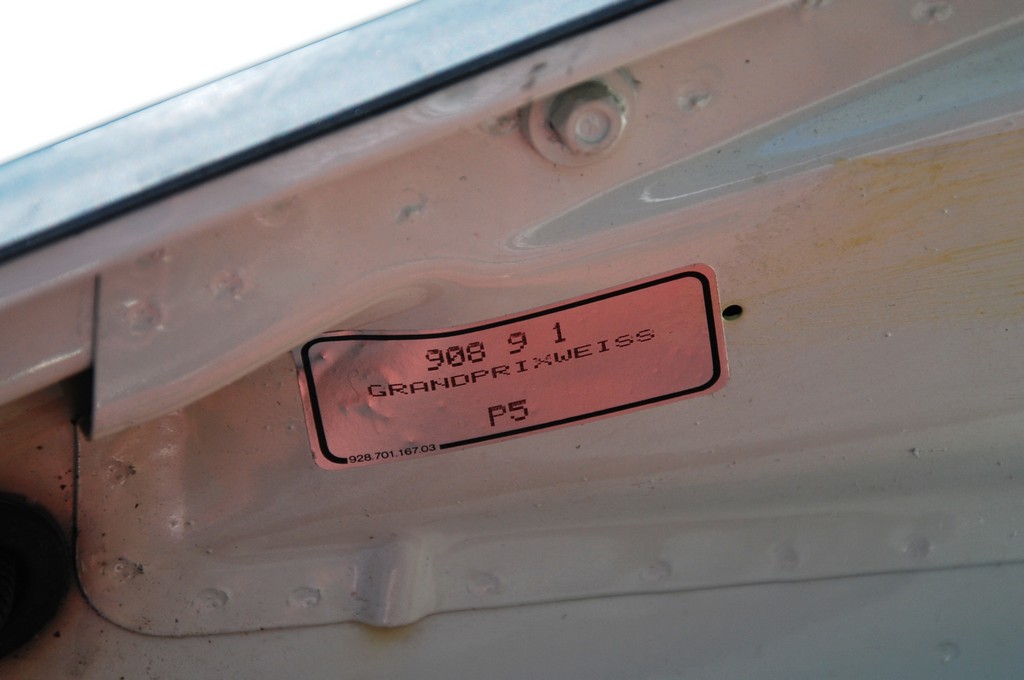 908 9 1
GRANDPRIXWEISS
P5
928.701.167.03